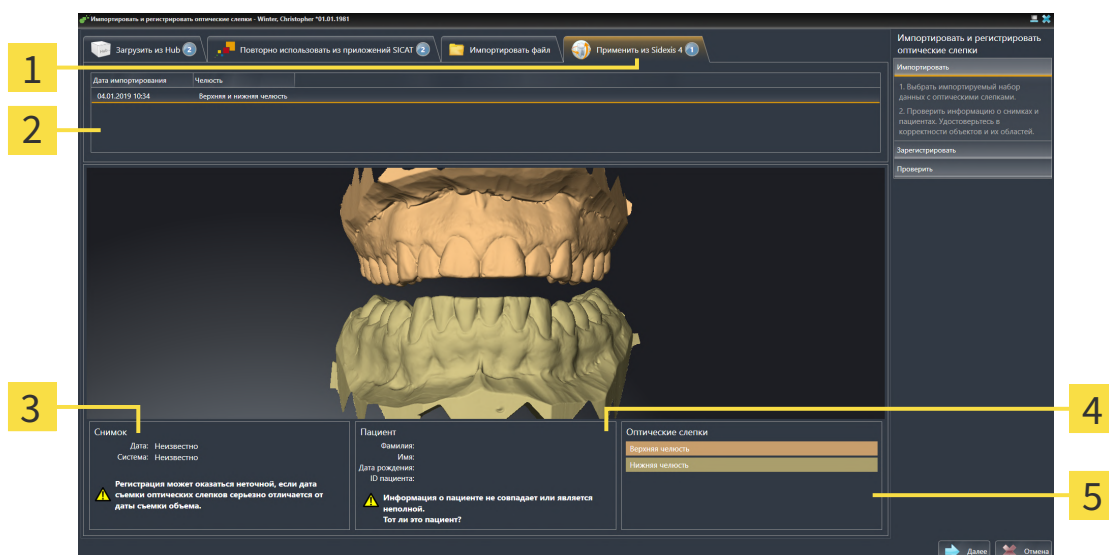 Импортировать и регистрировать оптические слепки - Winter, Christopher *01.01.1981
Загрузить из Hub 2
Повторно использовать из приложений SICAT 2
Импортировать файл
Применить из Sidexis 4 1
Импортировать и регистрировать
оптические слепки
Импортировать
1. Выбрать импортируемый набор
данных с оптическими слепками.
2. Проверить информацию о снимках и
пациентах. Удостоверьтесь в
корректности объектов и их областей.
Зарегистрировать
Проверить
1
Дата импортирования Челюсть
04.01.2019 10:34 Верхняя и нижняя челюсть
2
3
Снимок
Дата: Неизвестно
Система: Неизвестно
Регистрация может оказаться неточной, если дата
съемки оптических слепков серьезно отличается от
даты съемки объема.
Пациент
Фамилия:
Имя:
Дата рождения:
ID пациента:
Информация о пациенте не совпадает или является
неполной.
Тот ли это пациент?
4
Оптические слепки
Верхняя челюсть
Нижняя челюсть
5
Далее
Отмена